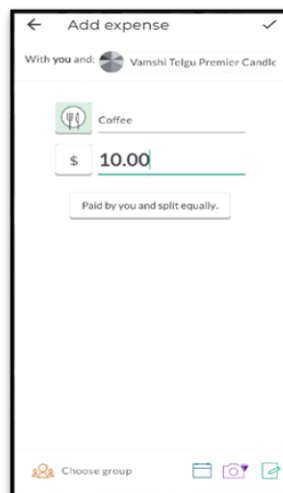 Add expense
With you and: Vamshi Telgu Premier Candle
Coffee
$ 10.00
Paid by you and split equally.
Choose group